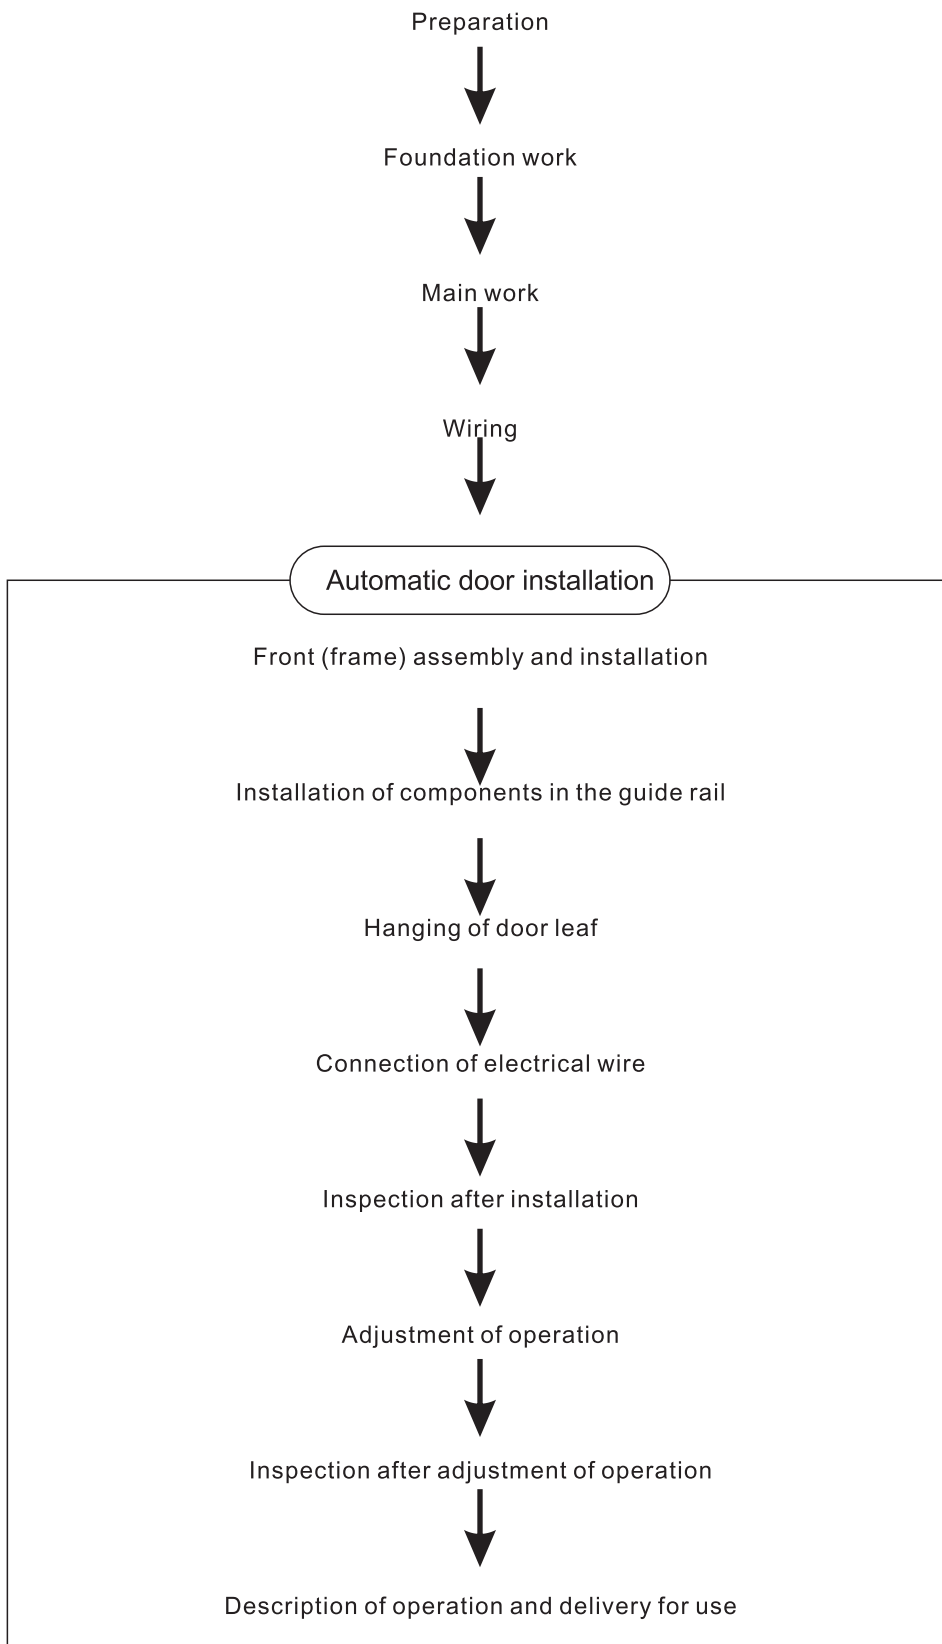 Preparation
Foundation work
Main work
Wiring
Automatic door installation
Front (frame) assembly and installation
Installation of components in the guide rail
Hanging of door leaf
Connection of electrical wire
Inspection after installation
Adjustment of operation
Inspection after adjustment of operation
Description of operation and delivery for use